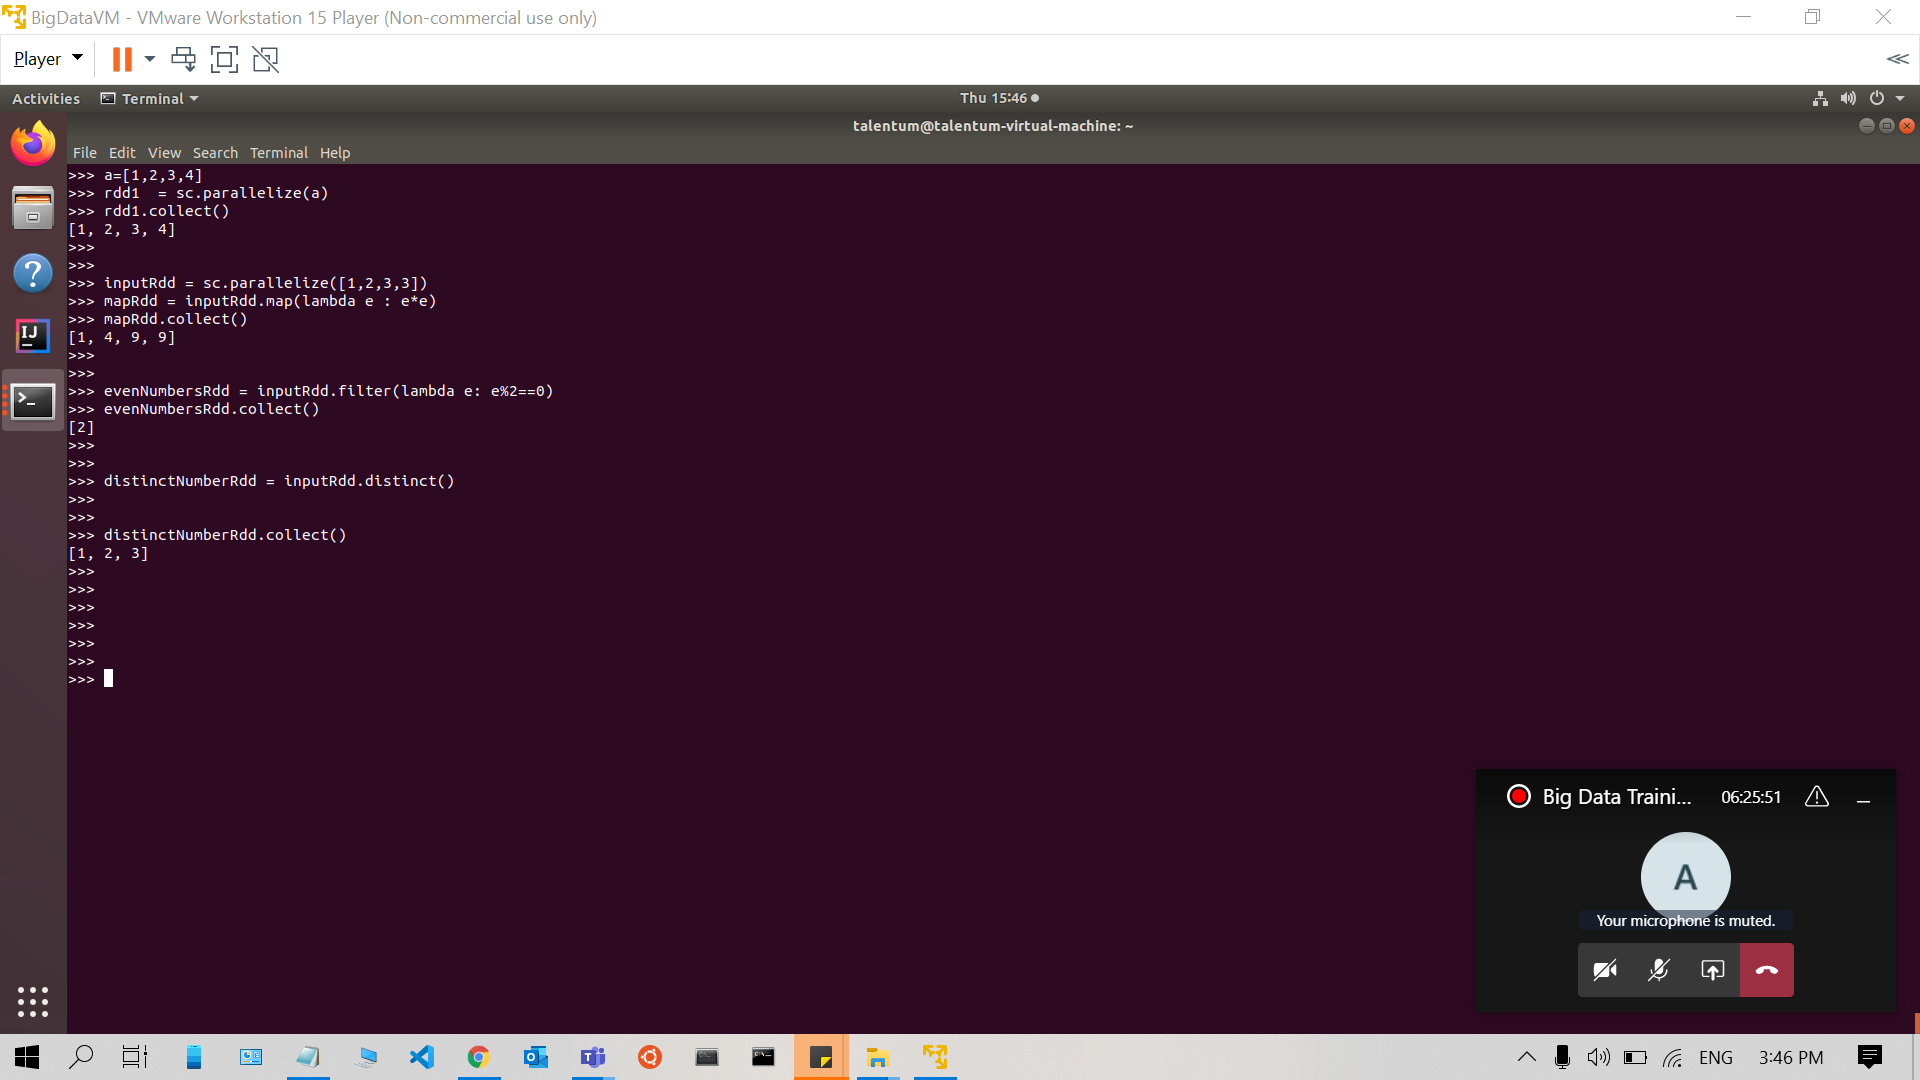 BigDataVM - VMware Workstation 15 Player (Non-commercial use only)
Player
Activities Terminal Thu 15:46
talentum@talentum-virtual-machine: ~
File Edit View Search Terminal Help
>>> a=[1,2,3,4]
>>> rdd1  = sc.parallelize(a)
>>> rdd1.collect()
[1, 2, 3, 4]
>>>
>>>
>>> inputRdd = sc.parallelize([1,2,3,3])
>>> mapRdd = inputRdd.map(lambda e : e*e)
>>> mapRdd.collect()
[1, 4, 9, 9]
>>>
>>>
>>> evenNumbersRdd = inputRdd.filter(lambda e: e%2==0)
>>> evenNumbersRdd.collect()
[2]
>>>
>>>
>>> distinctNumberRdd = inputRdd.distinct()
>>>
>>>
>>> distinctNumberRdd.collect()
[1, 2, 3]
>>>
>>>
>>>
>>>
>>>
>>>
>>>
Big Data Traini... 06:25:51
A
Your microphone is muted.
ENG 3:46 PM